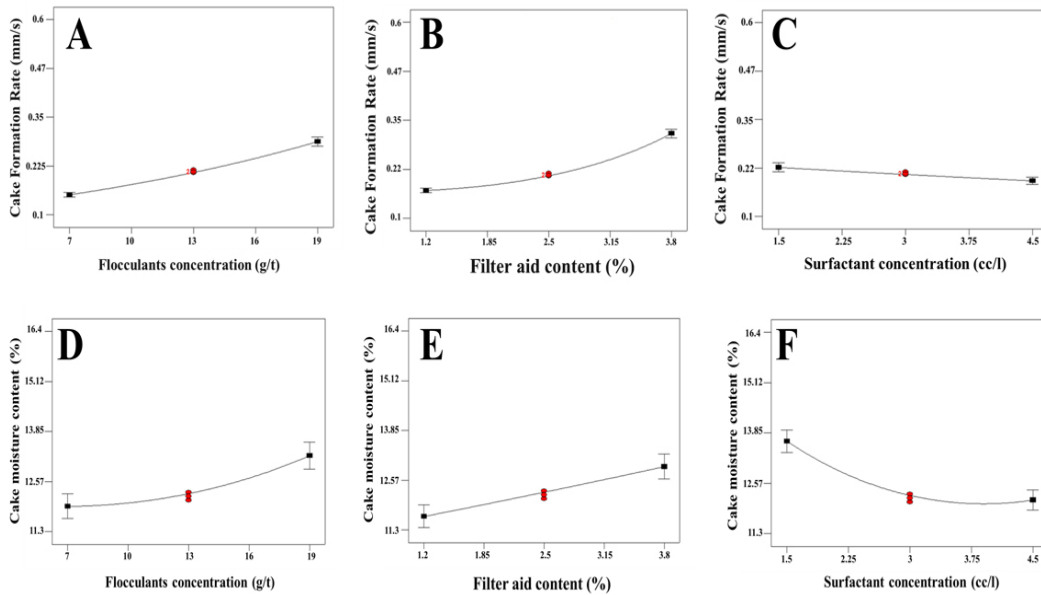 A
Cake Formation Rate (mm/s)
0.6
0.47
0.35
0.225
0.1
7 10 13 16 19
Flocculants concentration (g/t)
B
Cake Formation Rate (mm/s)
0.6
0.47
0.35
0.22
0.1
1.2 1.85 2.5 3.15 3.8
Filter aid content (%)
C
Cake Formation Rate (mm/s)
0.6
0.47
0.35
0.22
0.1
1.5 2.25 3 3.75 4.5
Surfactant concentration (cc/l)
D
Cake moisture content (%)
16.4
15.12
13.85
12.57
11.3
7 10 13 16 19
Flocculants concentration (g/t)
E
Cake moisture content (%)
16.4
15.12
13.85
12.57
11.3
1.2 1.85 2.5 3.15 3.8
Filter aid content (%)
F
Cake moisture content (%)
16.4
15.12
13.85
12.57
11.3
1.5 2.25 3 3.75 4.5
Surfactant concentration (cc/l)